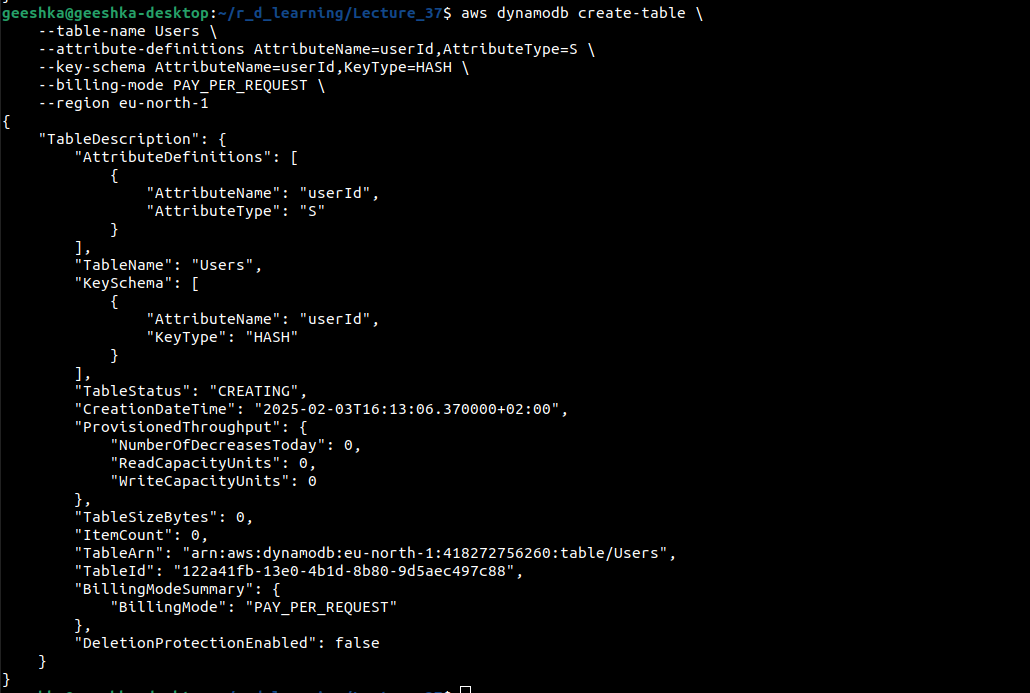 geeshka@geeshka-desktop:~/r_d_learning/Lecture_37$ aws dynamodb create-table \
    --table-name Users \
    --attribute-definitions AttributeName=userId,AttributeType=S \
    --key-schema AttributeName=userId,KeyType=HASH \
    --billing-mode PAY_PER_REQUEST \
    --region eu-north-1
{
    "TableDescription": {
        "AttributeDefinitions": [
            {
                "AttributeName": "userId",
                "AttributeType": "S"
            }
        ],
        "TableName": "Users",
        "KeySchema": [
            {
                "AttributeName": "userId",
                "KeyType": "HASH"
            }
        ],
        "TableStatus": "CREATING",
        "CreationDateTime": "2025-02-03T16:13:06.370000+02:00",
        "ProvisionedThroughput": {
            "NumberOfDecreasesToday": 0,
            "ReadCapacityUnits": 0,
            "WriteCapacityUnits": 0
        },
        "TableSizeBytes": 0,
        "ItemCount": 0,
        "TableArn": "arn:aws:dynamodb:eu-north-1:418272756260:table/Users",
        "TableId": "122a41fb-13e0-4b1d-8b80-9d5aec497c88",
        "BillingModeSummary": {
            "BillingMode": "PAY_PER_REQUEST"
        },
        "DeletionProtectionEnabled": false
    }
}